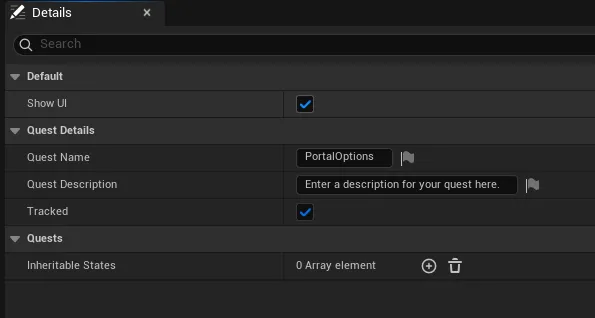 Details
Search
Default
Show UI
Quest Details
Quest Name PortalOptions
Quest Description Enter a description for your quest here.
Tracked
Quests
Inheritable States 0 Array element